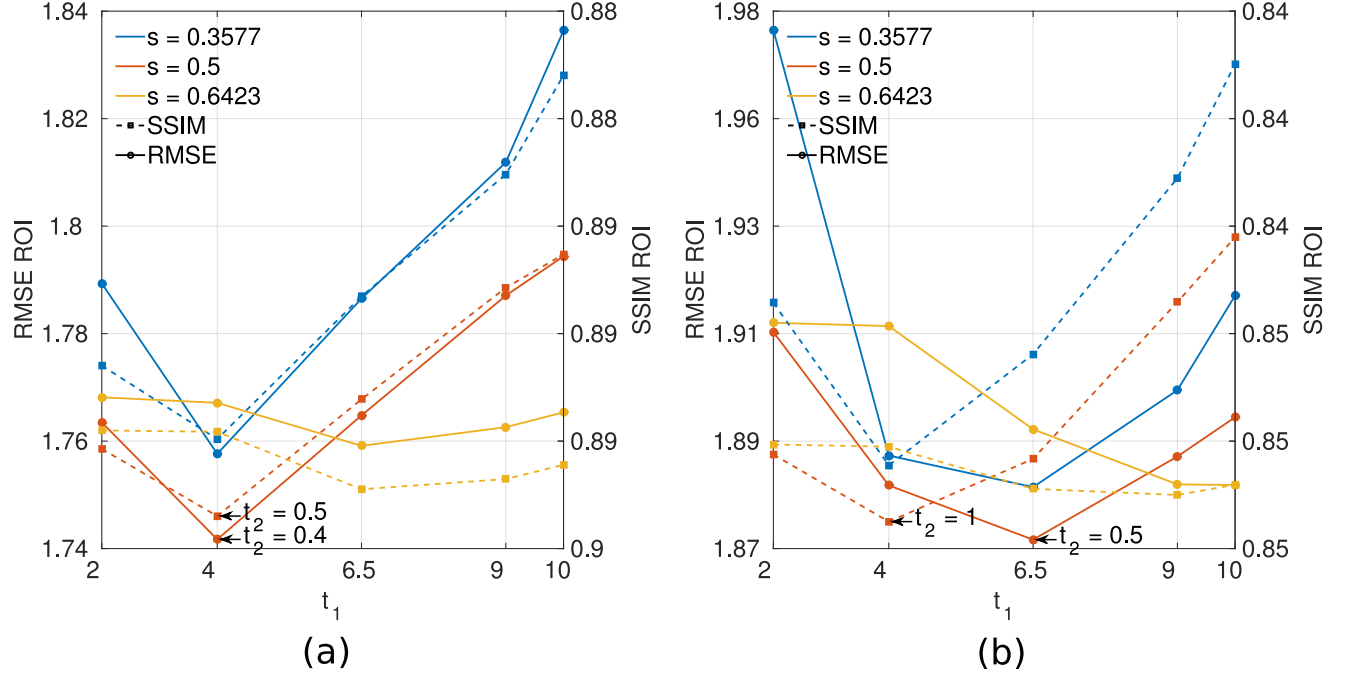 1.84
1.82
1.8
1.78
1.76
1.74
RMSE ROI
s = 0.3577
s = 0.5
s = 0.6423
SSIM
RMSE
t2 = 0.5
t2 = 0.4
0.88
0.88
0.89
0.89
0.89
0.9
SSIM ROI
2 4 6.5 9 10
t1
(a)
1.98
1.96
1.93
1.91
1.89
1.87
RMSE ROI
s = 0.3577
s = 0.5
s = 0.6423
SSIM
RMSE
t2 = 1
t2 = 0.5
0.84
0.84
0.84
0.85
0.85
0.85
SSIM ROI
2 4 6.5 9 10
t1
(b)